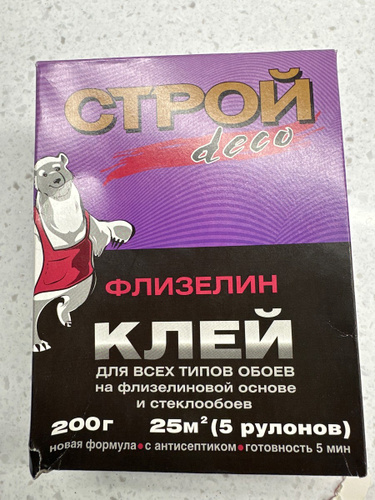 СТРОЙ
deco
ФЛИЗЕЛИН
КЛЕЙ
ДЛЯ ВСЕХ ТИПОВ ОБОЕВ
на флизелиновой основе
и стеклообоев
200г 25м² (5 рулонов)
новая формула • с антисептиком • готовность 5 мин